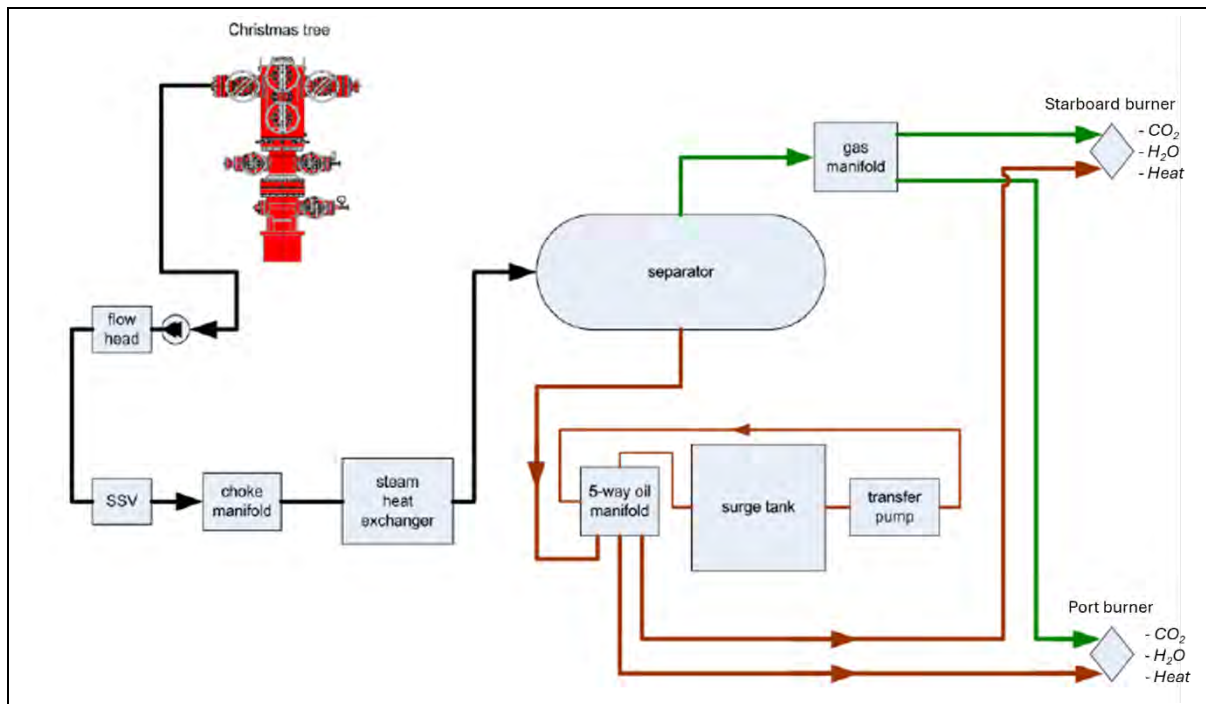 Christmas tree
Starboard burner
- CO₂
- H₂O
- Heat
gas
manifold
separator
flow
head
SSV
choke
manifold
steam
heat
exchanger
5-way oil
manifold
surge tank
transfer
pump
Port burner
- CO₂
- H₂O
- Heat